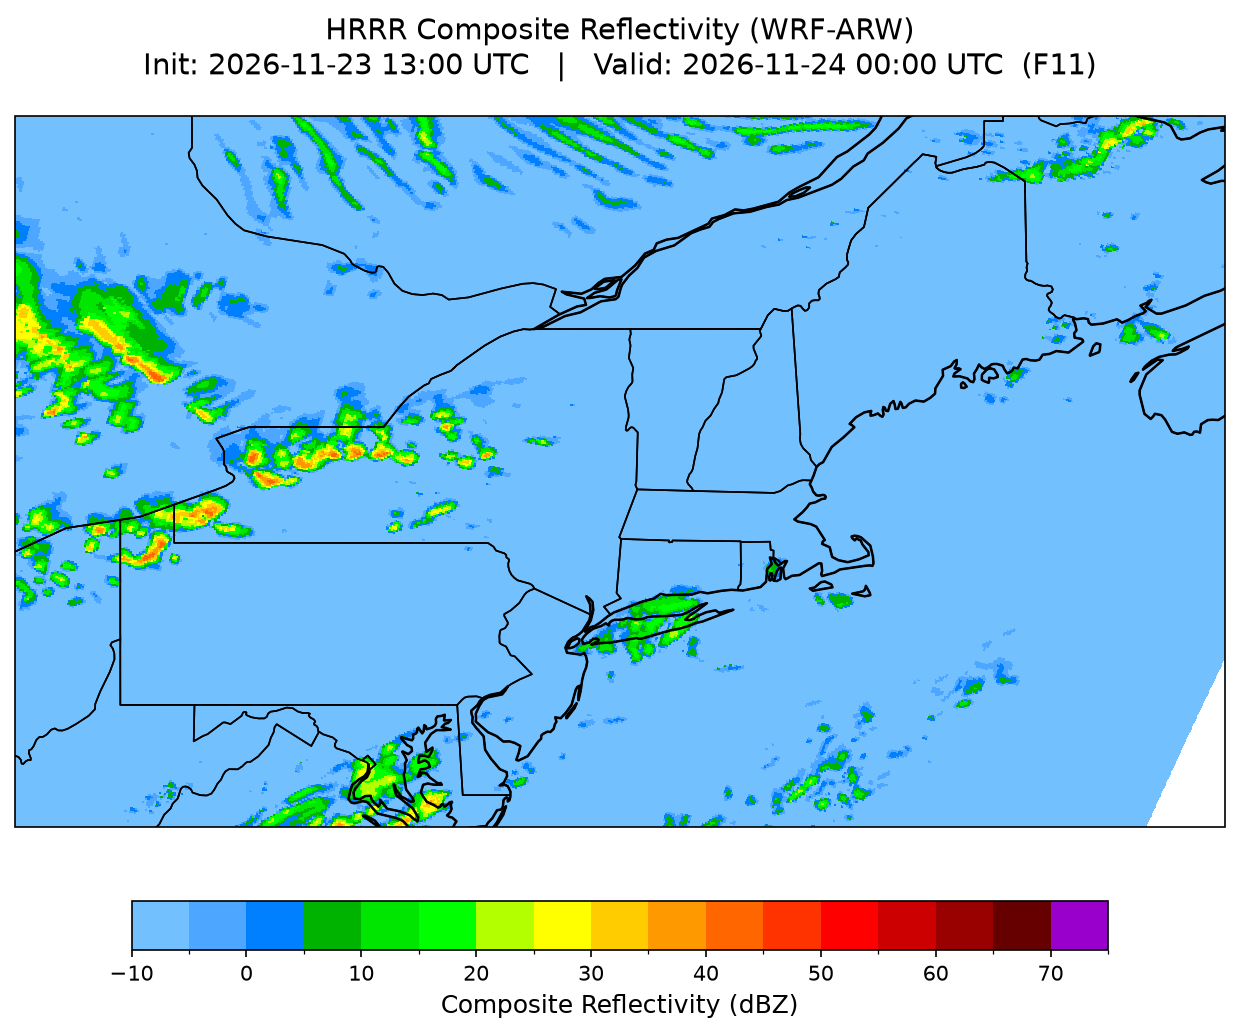 HRRR Composite Reflectivity (WRF-ARW)
Init: 2026-11-23 13:00 UTC   |   Valid: 2026-11-24 00:00 UTC  (F11)
−10 0 10 20 30 40 50 60 70
Composite Reflectivity (dBZ)